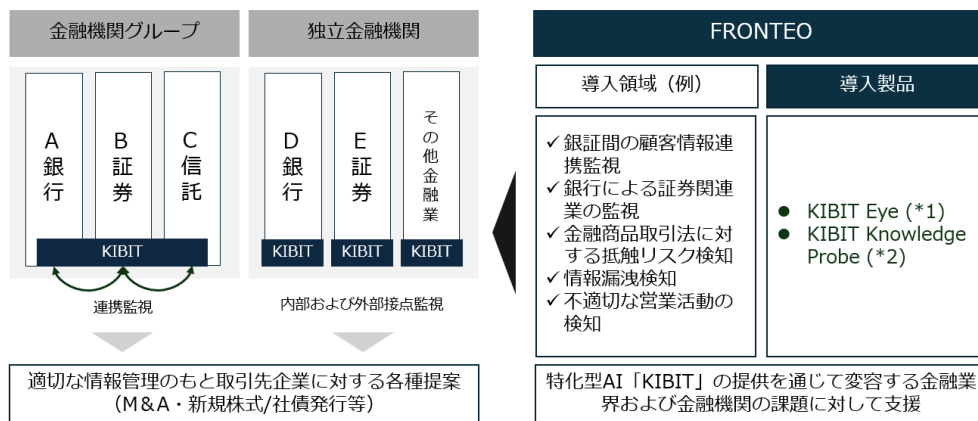 金融機関グループ
独立金融機関
A銀行
B証券
C信託
KIBIT
連携監視
D銀行
E証券
その他金融業
KIBIT
KIBIT
KIBIT
内部および外部接点監視
適切な情報管理のもと取引先企業に対する各種提案
（M&A・新規株式/社債発行等）
FRONTEO
導入領域（例）
✓銀証間の顧客情報連
携監視
✓銀行による証券関連
業の監視
✓金融商品取引法に対
する抵触リスク検知
✓情報漏洩検知
✓不適切な営業活動の
検知
導入製品
● KIBIT Eye (*1)
● KIBIT Knowledge
Probe (*2)
特化型AI「KIBIT」の提供を通じて変容する金融業
界および金融機関の課題に対して支援